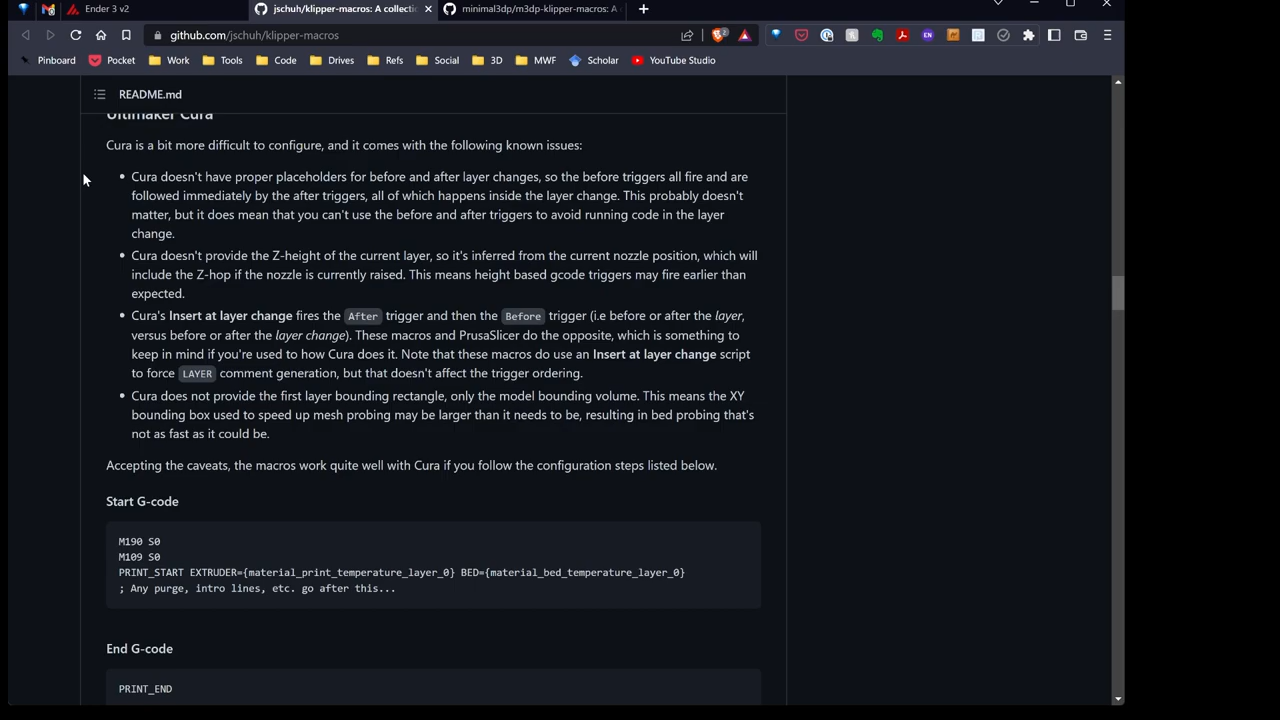 Ender 3 v2
jschuh/klipper-macros: A collectio
minimal3dp/m3dp-klipper-macros: A c
github.com/jschuh/klipper-macros
Pinboard Pocket Work Tools Code Drives Refs Social 3D MWF Scholar YouTube Studio
README.md
Ultimaker Cura
Cura is a bit more difficult to configure, and it comes with the following known issues:
Cura doesn't have proper placeholders for before and after layer changes, so the before triggers all fire and are
followed immediately by the after triggers, all of which happens inside the layer change. This probably doesn't
matter, but it does mean that you can't use the before and after triggers to avoid running code in the layer
change.
Cura doesn't provide the Z-height of the current layer, so it's inferred from the current nozzle position, which will
include the Z-hop if the nozzle is currently raised. This means height based gcode triggers may fire earlier than
expected.
Cura's Insert at layer change fires the After trigger and then the Before trigger (i.e before or after the layer,
versus before or after the layer change). These macros and PrusaSlicer do the opposite, which is something to
keep in mind if you're used to how Cura does it. Note that these macros do use an Insert at layer change script
to force LAYER comment generation, but that doesn't affect the trigger ordering.
Cura does not provide the first layer bounding rectangle, only the model bounding volume. This means the XY
bounding box used to speed up mesh probing may be larger than it needs to be, resulting in bed probing that's
not as fast as it could be.
Accepting the caveats, the macros work quite well with Cura if you follow the configuration steps listed below.
Start G-code
M190 S0
M109 S0
PRINT_START EXTRUDER={material_print_temperature_layer_0} BED={material_bed_temperature_layer_0}
; Any purge, intro lines, etc. go after this...
End G-code
PRINT_END